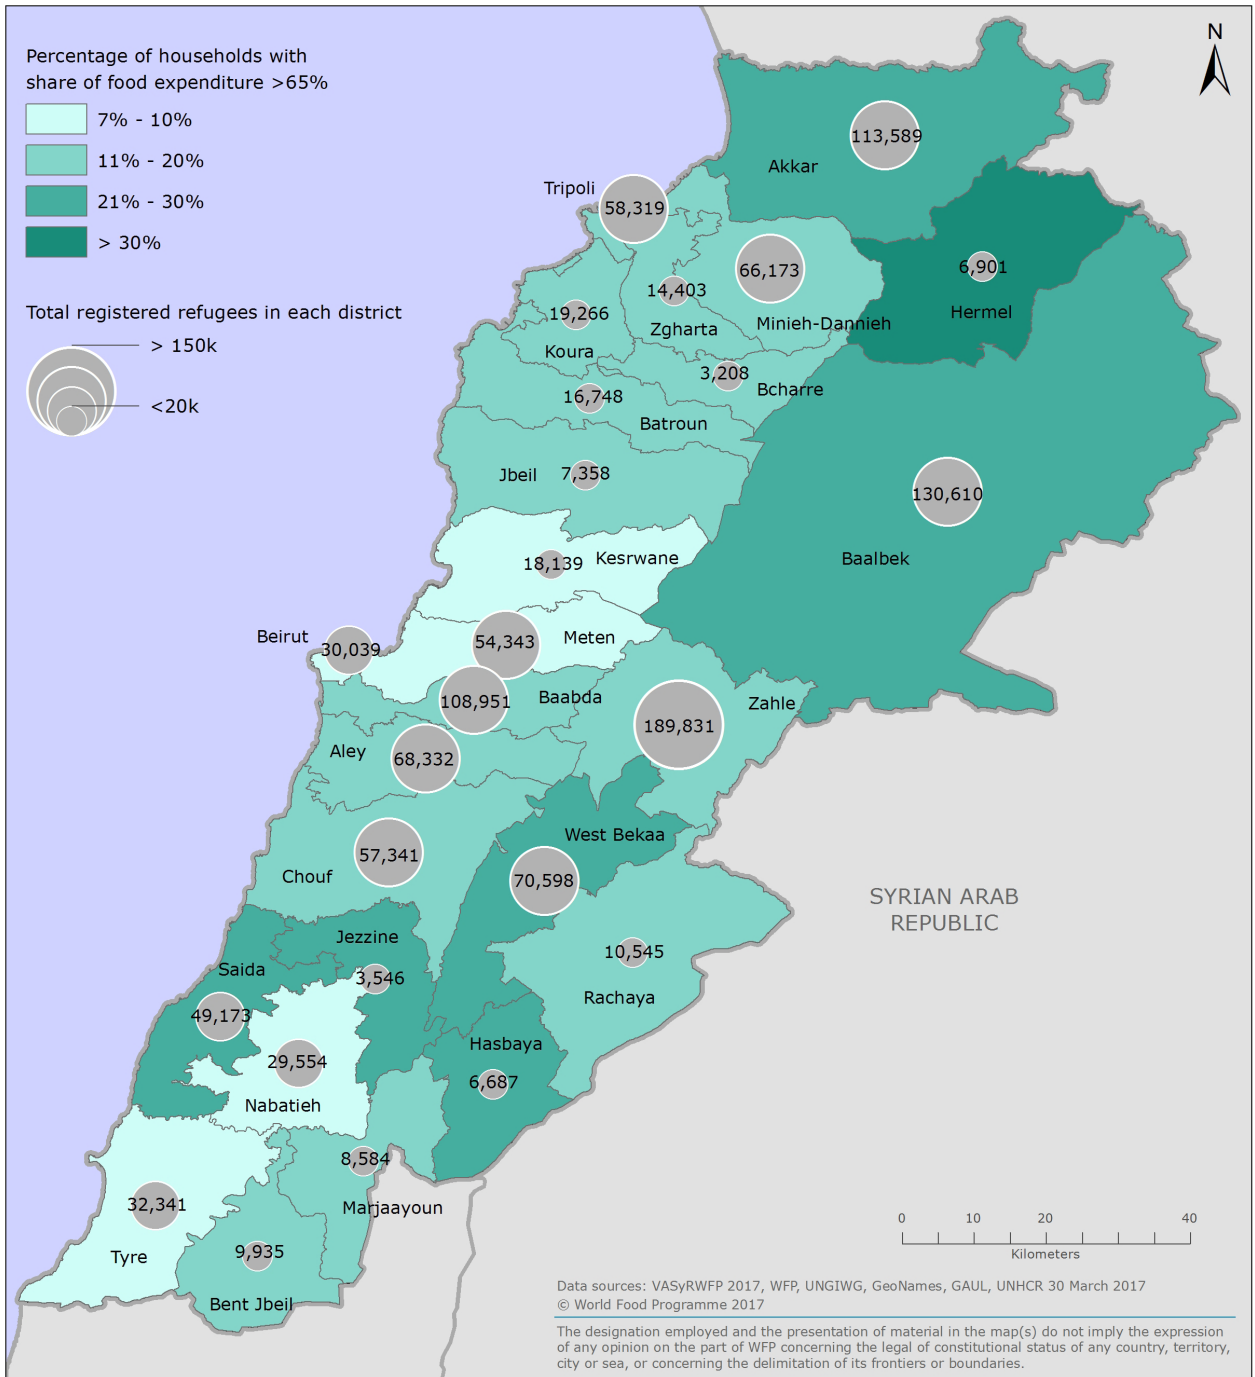 Percentage of households with
share of food expenditure >65%
7% - 10%
11% - 20%
21% - 30%
> 30%
Total registered refugees in each district
> 150k
<20k
N
113,589
Akkar
Tripoli
58,319
66,173
6,901
14,403
Hermel
19,266
Zgharta
Minieh-Dannieh
Koura
3,208
Bcharre
16,748
Batroun
Jbeil
7,358
130,610
Baalbek
18,139
Kesrwane
Beirut
30,039
54,343
Meten
108,951
Baabda
Zahle
189,831
Aley
68,332
West Bekaa
57,341
Chouf
70,598
SYRIAN ARAB
REPUBLIC
Jezzine
10,545
Saida
3,546
Rachaya
49,173
Hasbaya
29,554
6,687
Nabatieh
8,584
32,341
Marjaayoun
9,935
Tyre
Bent Jbeil
0 10 20 40
Kilometers
Data sources: VASyRWFP 2017, WFP, UNGIWG, GeoNames, GAUL, UNHCR 30 March 2017
© World Food Programme 2017
The designation employed and the presentation of material in the map(s) do not imply the expression
of any opinion on the part of WFP concerning the legal of constitutional status of any country, territory,
city or sea, or concerning the delimitation of its frontiers or boundaries.